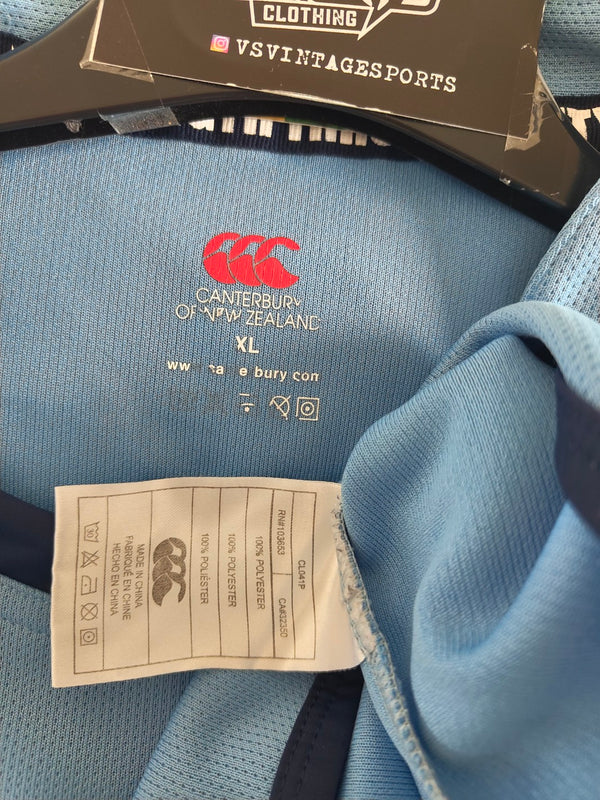 CLOTHING
VSVINTAGESPORTS
CANTERBURY
OF NEW ZEALAND
XL
CL041P
RN#103653 CA#32350
100% POLYESTER
100% POLYESTER
100% POLIÉSTER
MADE IN CHINA
FABRIQUÉ EN CHINE
HECHO EN CHINA